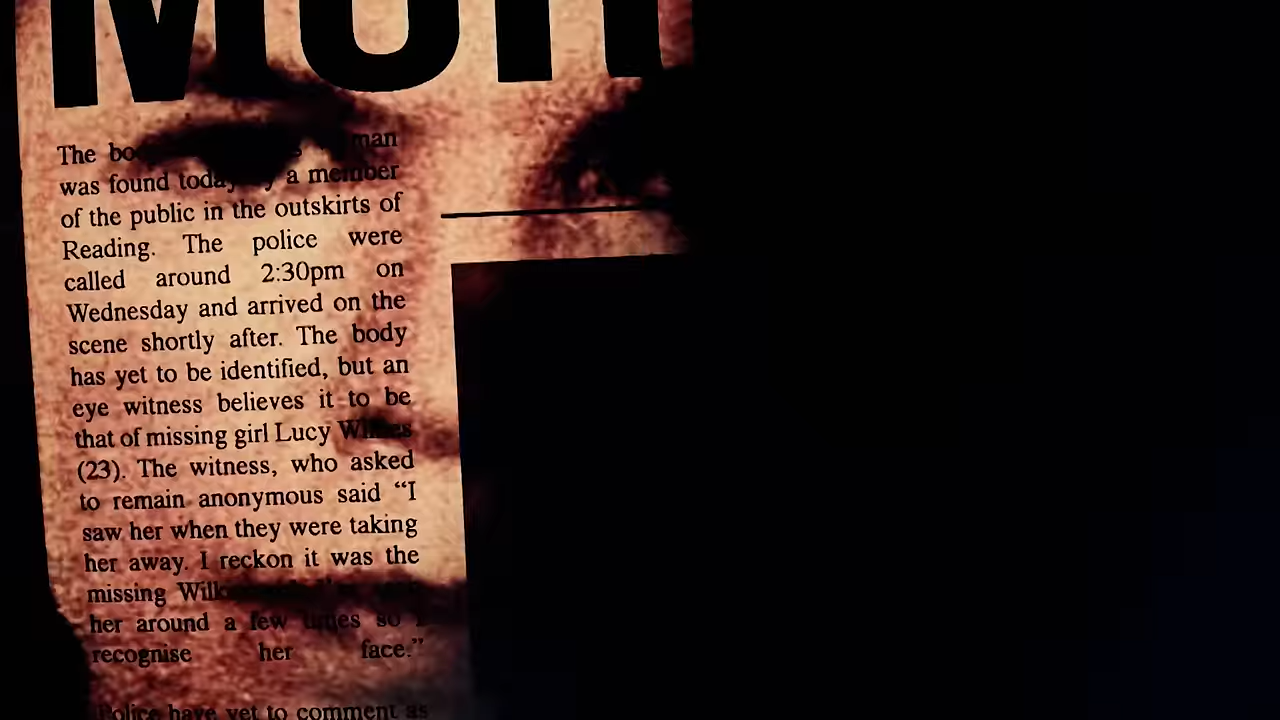 The
man
was found today by a member
of the public in the outskirts of
Reading. The police were
called around 2:30pm on
Wednesday and arrived on the
scene shortly after. The body
has yet to be identified, but an
eye witness believes it to be
that of missing girl Lucy
(23). The witness, who asked
to remain anonymous said “I
saw her when they were taking
her away. I reckon it was the
missing
her around a few times so I
recognise her face.”
Police have yet to comment as